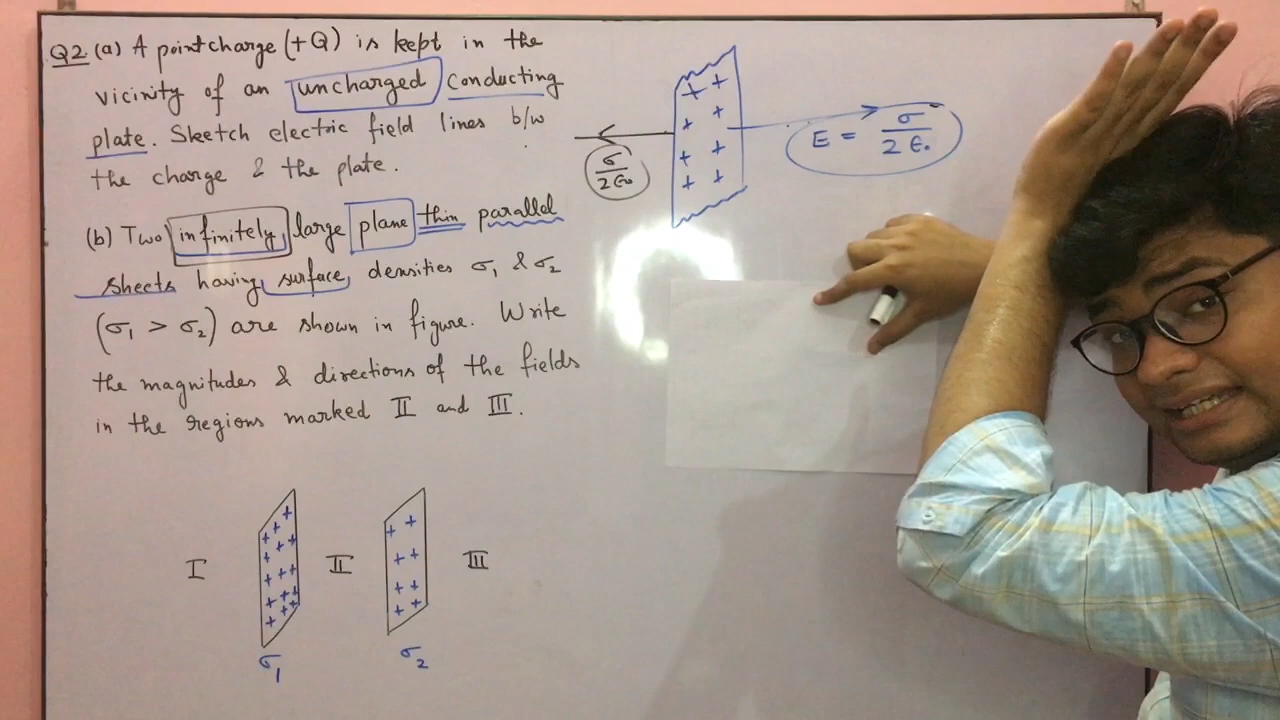 Q2 (a) A point charge (+Q) is kept in the
vicinity of an uncharged conducting
plate. Sketch electric field lines b/w
the charge & the plate.
(b) Two infinitely large plane thin parallel
sheets having surface densities σ₁ & σ₂
(σ₁ > σ₂) are shown in figure. Write
the magnitudes & directions of the fields
in the regions marked II and III.
σ/2ε₀
E = σ/2ε₀
I II III
σ₁ σ₂